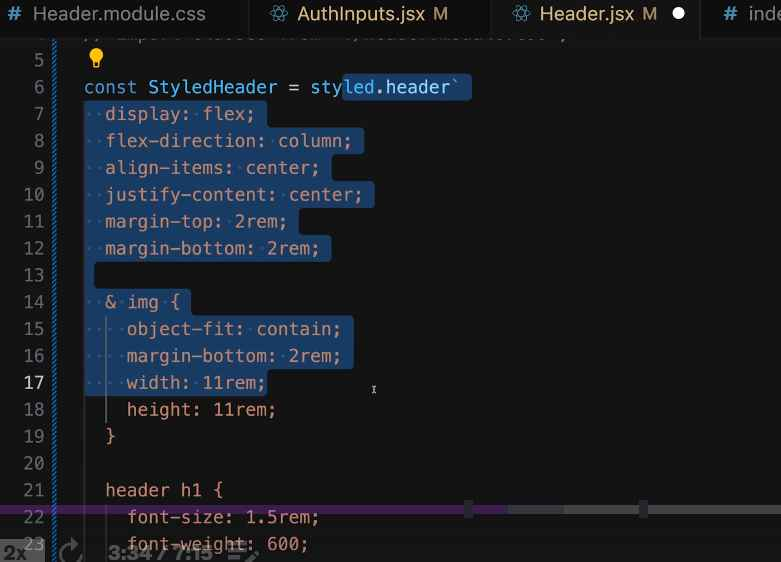 # Header.module.css AuthInputs.jsx M Header.jsx M # inde
5
6 const StyledHeader = styled.header`
7 display: flex;
8 flex-direction: column;
9 align-items: center;
10 justify-content: center;
11 margin-top: 2rem;
12 margin-bottom: 2rem;
13
14 & img {
15 object-fit: contain;
16 margin-bottom: 2rem;
17 width: 11rem;
18 height: 11rem;
19 }
20
21 header h1 {
22 font-size: 1.5rem;
23 font-weight: 600;
2x 3:34 / 7:15